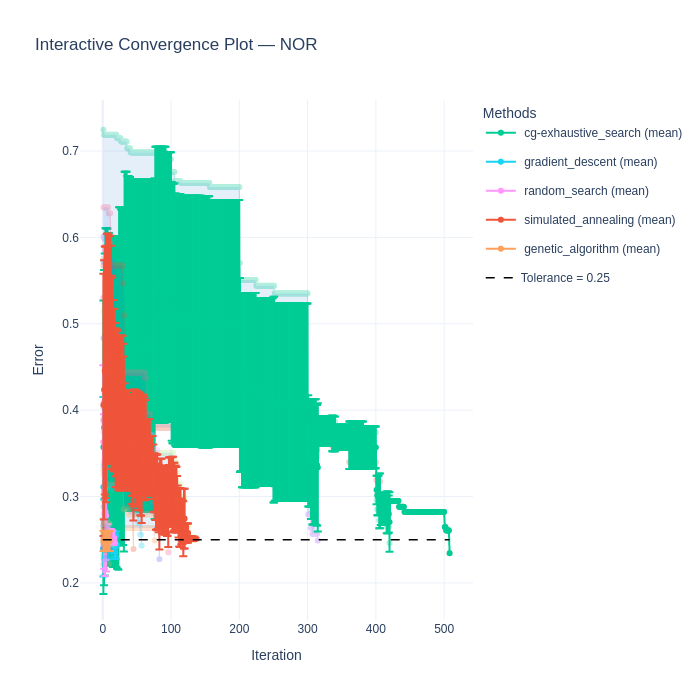 Interactive Convergence Plot — NOR
Methods
cg-exhaustive_search (mean)
gradient_descent (mean)
random_search (mean)
simulated_annealing (mean)
genetic_algorithm (mean)
Tolerance = 0.25
Error
0.7
0.6
0.5
0.4
0.3
0.2
0
100
200
300
400
500
Iteration